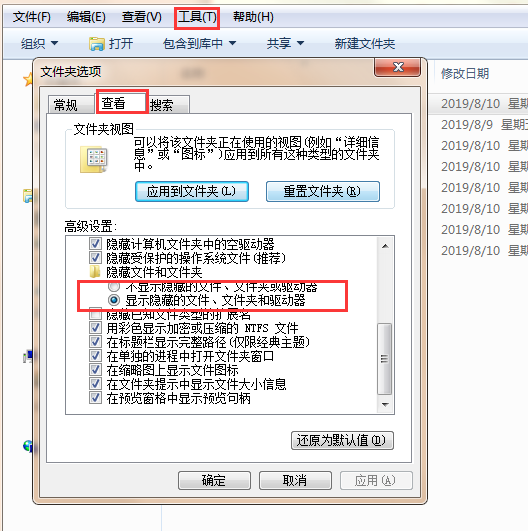 文件(F) 编辑(E) 查看(V) 工具(T) 帮助(H)
组织 打开 包含到库中 共享 新建文件夹
文件夹选项
修改日期
常规 查看 搜索
2019/8/10 星期
文件夹视图
2019/8/9 星期五
可以将该文件夹正在使用的视图(例如“详细信
息”或“图标”)应用到所有这种类型的文件夹
中。
2019/8/10 星期
2019/8/10 星期
应用到文件夹(L) 重置文件夹(R)
2019/8/10 星期
2019/8/10 星期
高级设置:
2019/8/10 星期
隐藏计算机文件夹中的空驱动器
隐藏受保护的操作系统文件(推荐)
隐藏文件和文件夹
不显示隐藏的文件、文件夹或驱动器
显示隐藏的文件、文件夹和驱动器
隐藏已知文件类型的扩展名
用彩色显示加密或压缩的 NTFS 文件
在标题栏显示完整路径(仅限经典主题)
在单独的进程中打开文件夹窗口
在缩略图上显示文件图标
在文件夹提示中显示文件大小信息
在预览窗格中显示预览句柄
还原为默认值(D)
确定 取消 应用(A)